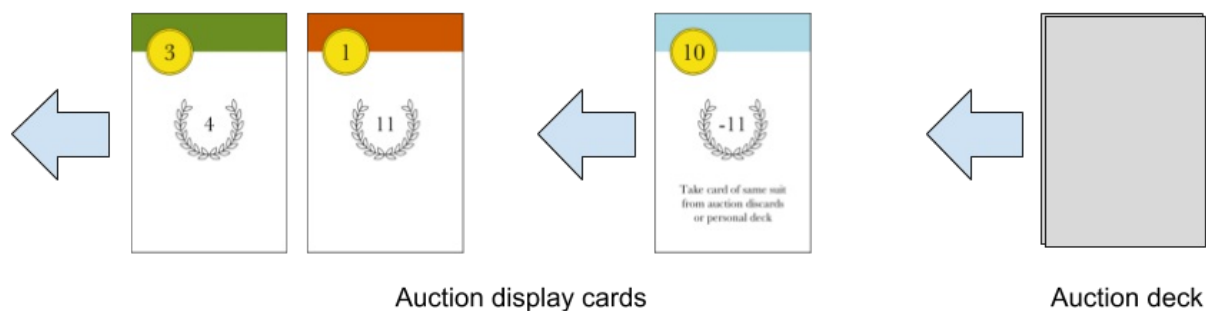 3
1
10
4
11
-11
Take card of same suit
from auction discards
or personal deck
Auction display cards
Auction deck